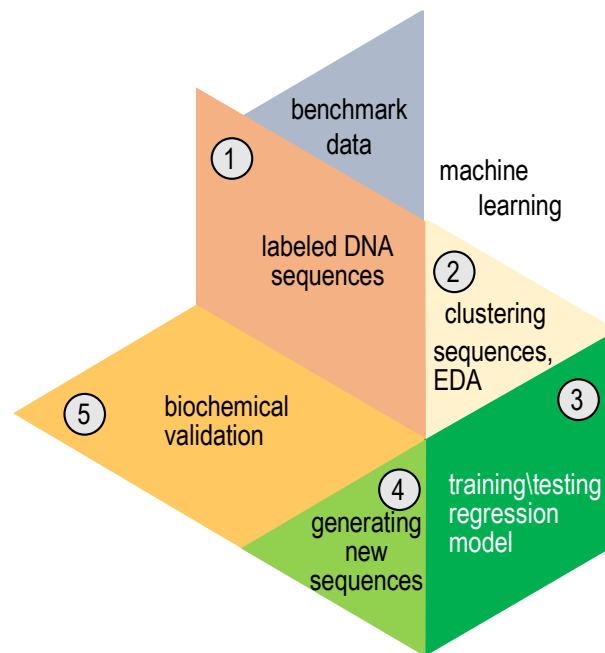 benchmark
data
1
machine
learning
labeled DNA
sequences
2
clustering
sequences,
EDA
3
5
biochemical
validation
4
generating
new
sequences
training\testing
regression
model